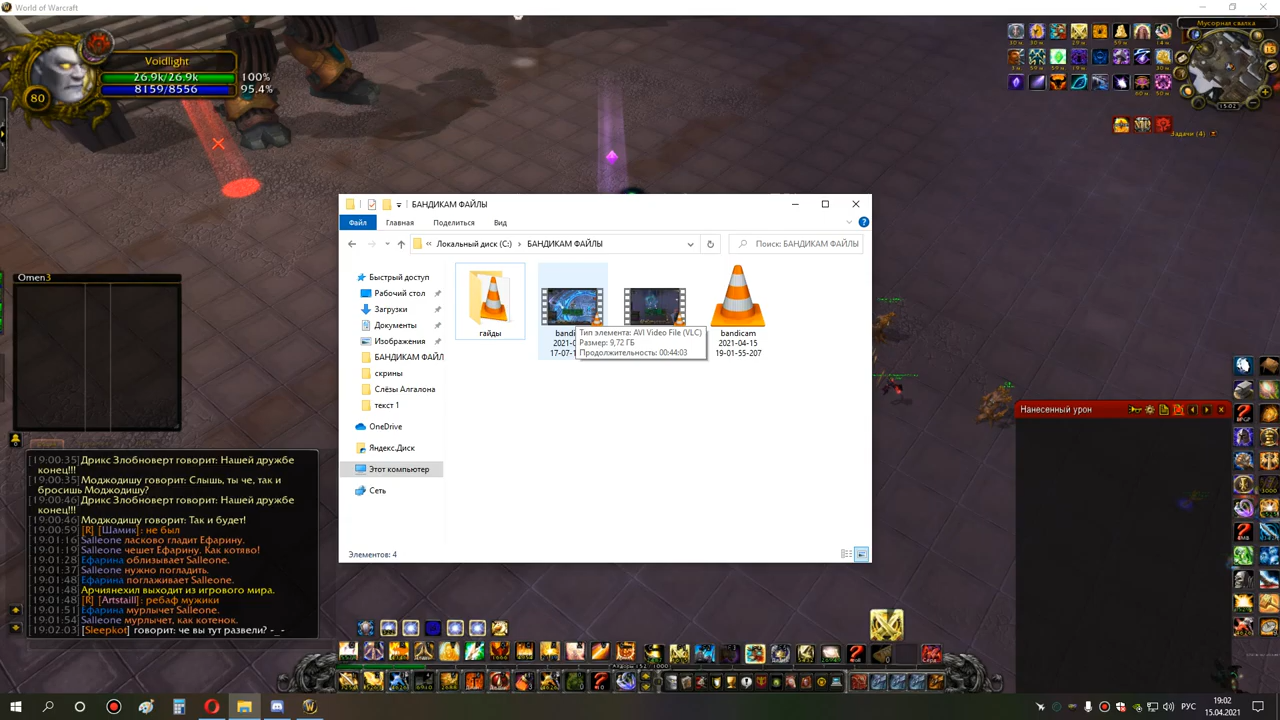 World of Warcraft
Voidlight
26.9k/26.9k 100%
8159/8556 95.4%
80
Мусорная свалка
15:02
Задачи (4)
БАНДИКАМ ФАЙЛЫ
Файл Главная Поделиться Вид
Локальный диск (C:) БАНДИКАМ ФАЙЛЫ
Поиск: БАНДИКАМ ФАЙЛЫ
Быстрый доступ
Рабочий стол
Загрузки
Документы
Изображения
БАНДИКАМ ФАЙЛ
скрины
Слёзы Алгалона
текст 1
OneDrive
Яндекс.Диск
Этот компьютер
Сеть
гайды
bandi
2021-0
17-07-1
Тип элемента: AVI Video File (VLC)
Размер: 9,72 ГБ
Продолжительность: 00:44:03
bandicam
2021-04-15
19-01-55-207
Элементов: 4
Omen3
Нанесенный урон
[19:00:35] Дрикс Злобноверт говорит: Нашей дружбе
конец!!!
[19:00:35] Моджодишу говорит: Слышь, ты че, так и
бросишь Моджодишу?
[19:00:46] Дрикс Злобноверт говорит: Нашей дружбе
конец!!!
[19:00:46] Моджодишу говорит: Так и будет!
[19:00:59] [R] [Шамик]: не был
[19:01:16] Salleone ласково гладит Ефарину.
[19:01:19] Salleone чешет Ефарину. Как котяво!
[19:01:28] Ефарина облизывает Salleone.
[19:01:37] Salleone нужно погладить.
[19:01:48] Ефарина поглаживает Salleone.
[19:01:48] Арчиянехил выходит из игрового мира.
[19:01:48] [R] [Artstaill]: ребаф мужики
[19:01:51] Ефарина мурлычет Salleone.
[19:01:54] Salleone мурлычет, как котенок.
[19:02:03] [Sleepkot] говорит: че вы тут развели? -_-
РУС
19:02
15.04.2021